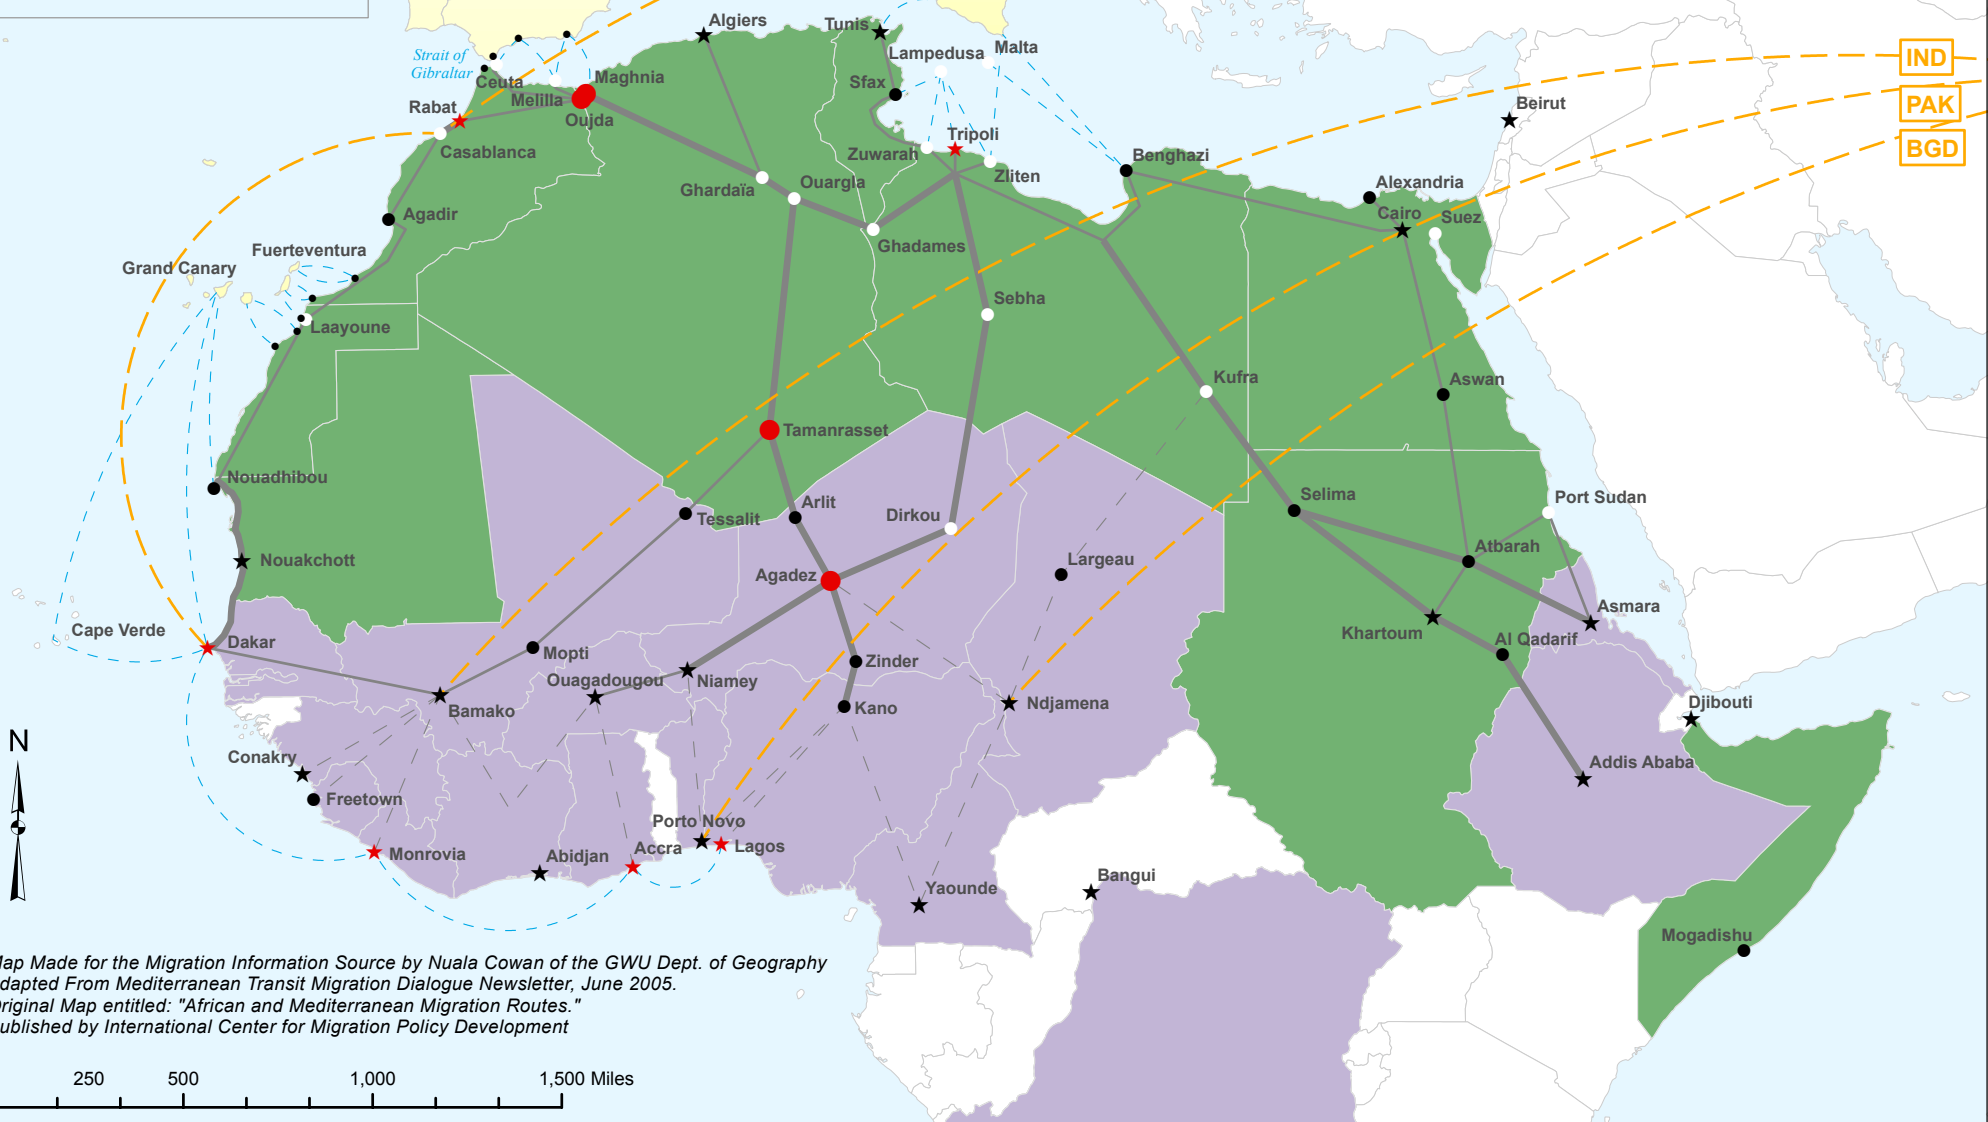 Algiers
Tunis
Lampedusa
Malta
Strait of
Gibraltar
Ceuta
Maghnia
Sfax
IND
Rabat
Melilla
Oujda
Beirut
PAK
Tripoli
Casablanca
Zuwarah
Benghazi
BGD
Ghardaïa
Ouargla
Zliten
Alexandria
Agadir
Cairo
Suez
Fuerteventura
Ghadames
Grand Canary
Sebha
Laayoune
Kufra
Aswan
Tamanrasset
Nouadhibou
Selima
Port Sudan
Arlit
Tessalit
Dirkou
Nouakchott
Largeau
Atbarah
Agadez
Asmara
Cape Verde
Dakar
Khartoum
Al Qadarif
Mopti
Zinder
Ouagadougou
Niamey
Bamako
Kano
Ndjamena
Djibouti
N
Conakry
Addis Ababa
Freetown
Porto Novo
Monrovia
Abidjan
Accra
Lagos
Yaounde
Bangui
Mogadishu
Map Made for the Migration Information Source by Nuala Cowan of the GWU Dept. of Geography
dapted From Mediterranean Transit Migration Dialogue Newsletter, June 2005.
riginal Map entitled: "African and Mediterranean Migration Routes."
ublished by International Center for Migration Policy Development
250 500 1,000 1,500 Miles